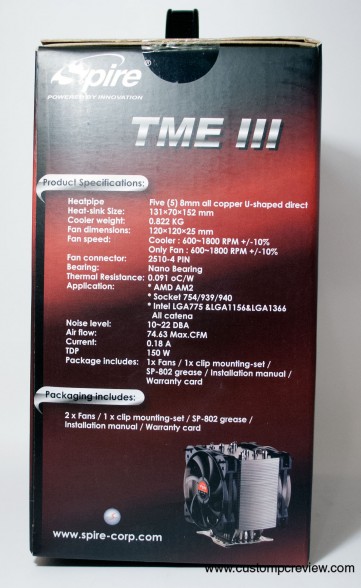 Spire®
POWERED BY INNOVATION
TME III
Product Specifications:
Heatpipe Five (5) 8mm all copper U-shaped direct
Heat-sink Size: 131×70×152 mm
Cooler weight: 0.822 KG
Fan dimensions: 120×120×25 mm
Fan speed: Cooler : 600~1800 RPM +/-10%
Only Fan : 600~1800 RPM +/-10%
Fan connector: 2510-4 PIN
Bearing: Nano Bearing
Thermal Resistance: 0.091 oC/W
Application: * AMD AM2
* Socket 754/939/940
* Intel LGA775 &LGA1156&LGA1366
All catena
Noise level: 10~22 DBA
Air flow: 74.63 Max.CFM
Current: 0.18 A
TDP 150 W
Package includes: 1x Fans / 1x clip mounting-set /
SP-802 grease / Installation manual /
Warranty card
Packaging includes:
2 x Fans / 1 x clip mounting-set / SP-802 grease /
Installation manual / Warranty card
www.spire-corp.com
www.custompcreview.com